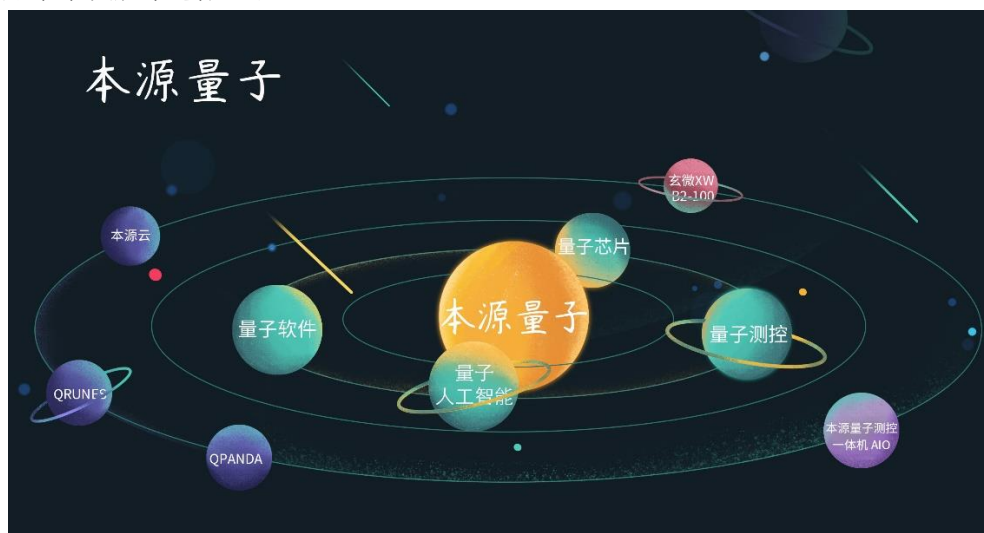 本源量子
玄微XW
B2-100
本源云
量子芯片
本源量子
量子软件
量子测控
量子
人工智能
QRUNES
QPANDA
本源量子测控
一体机 AIO